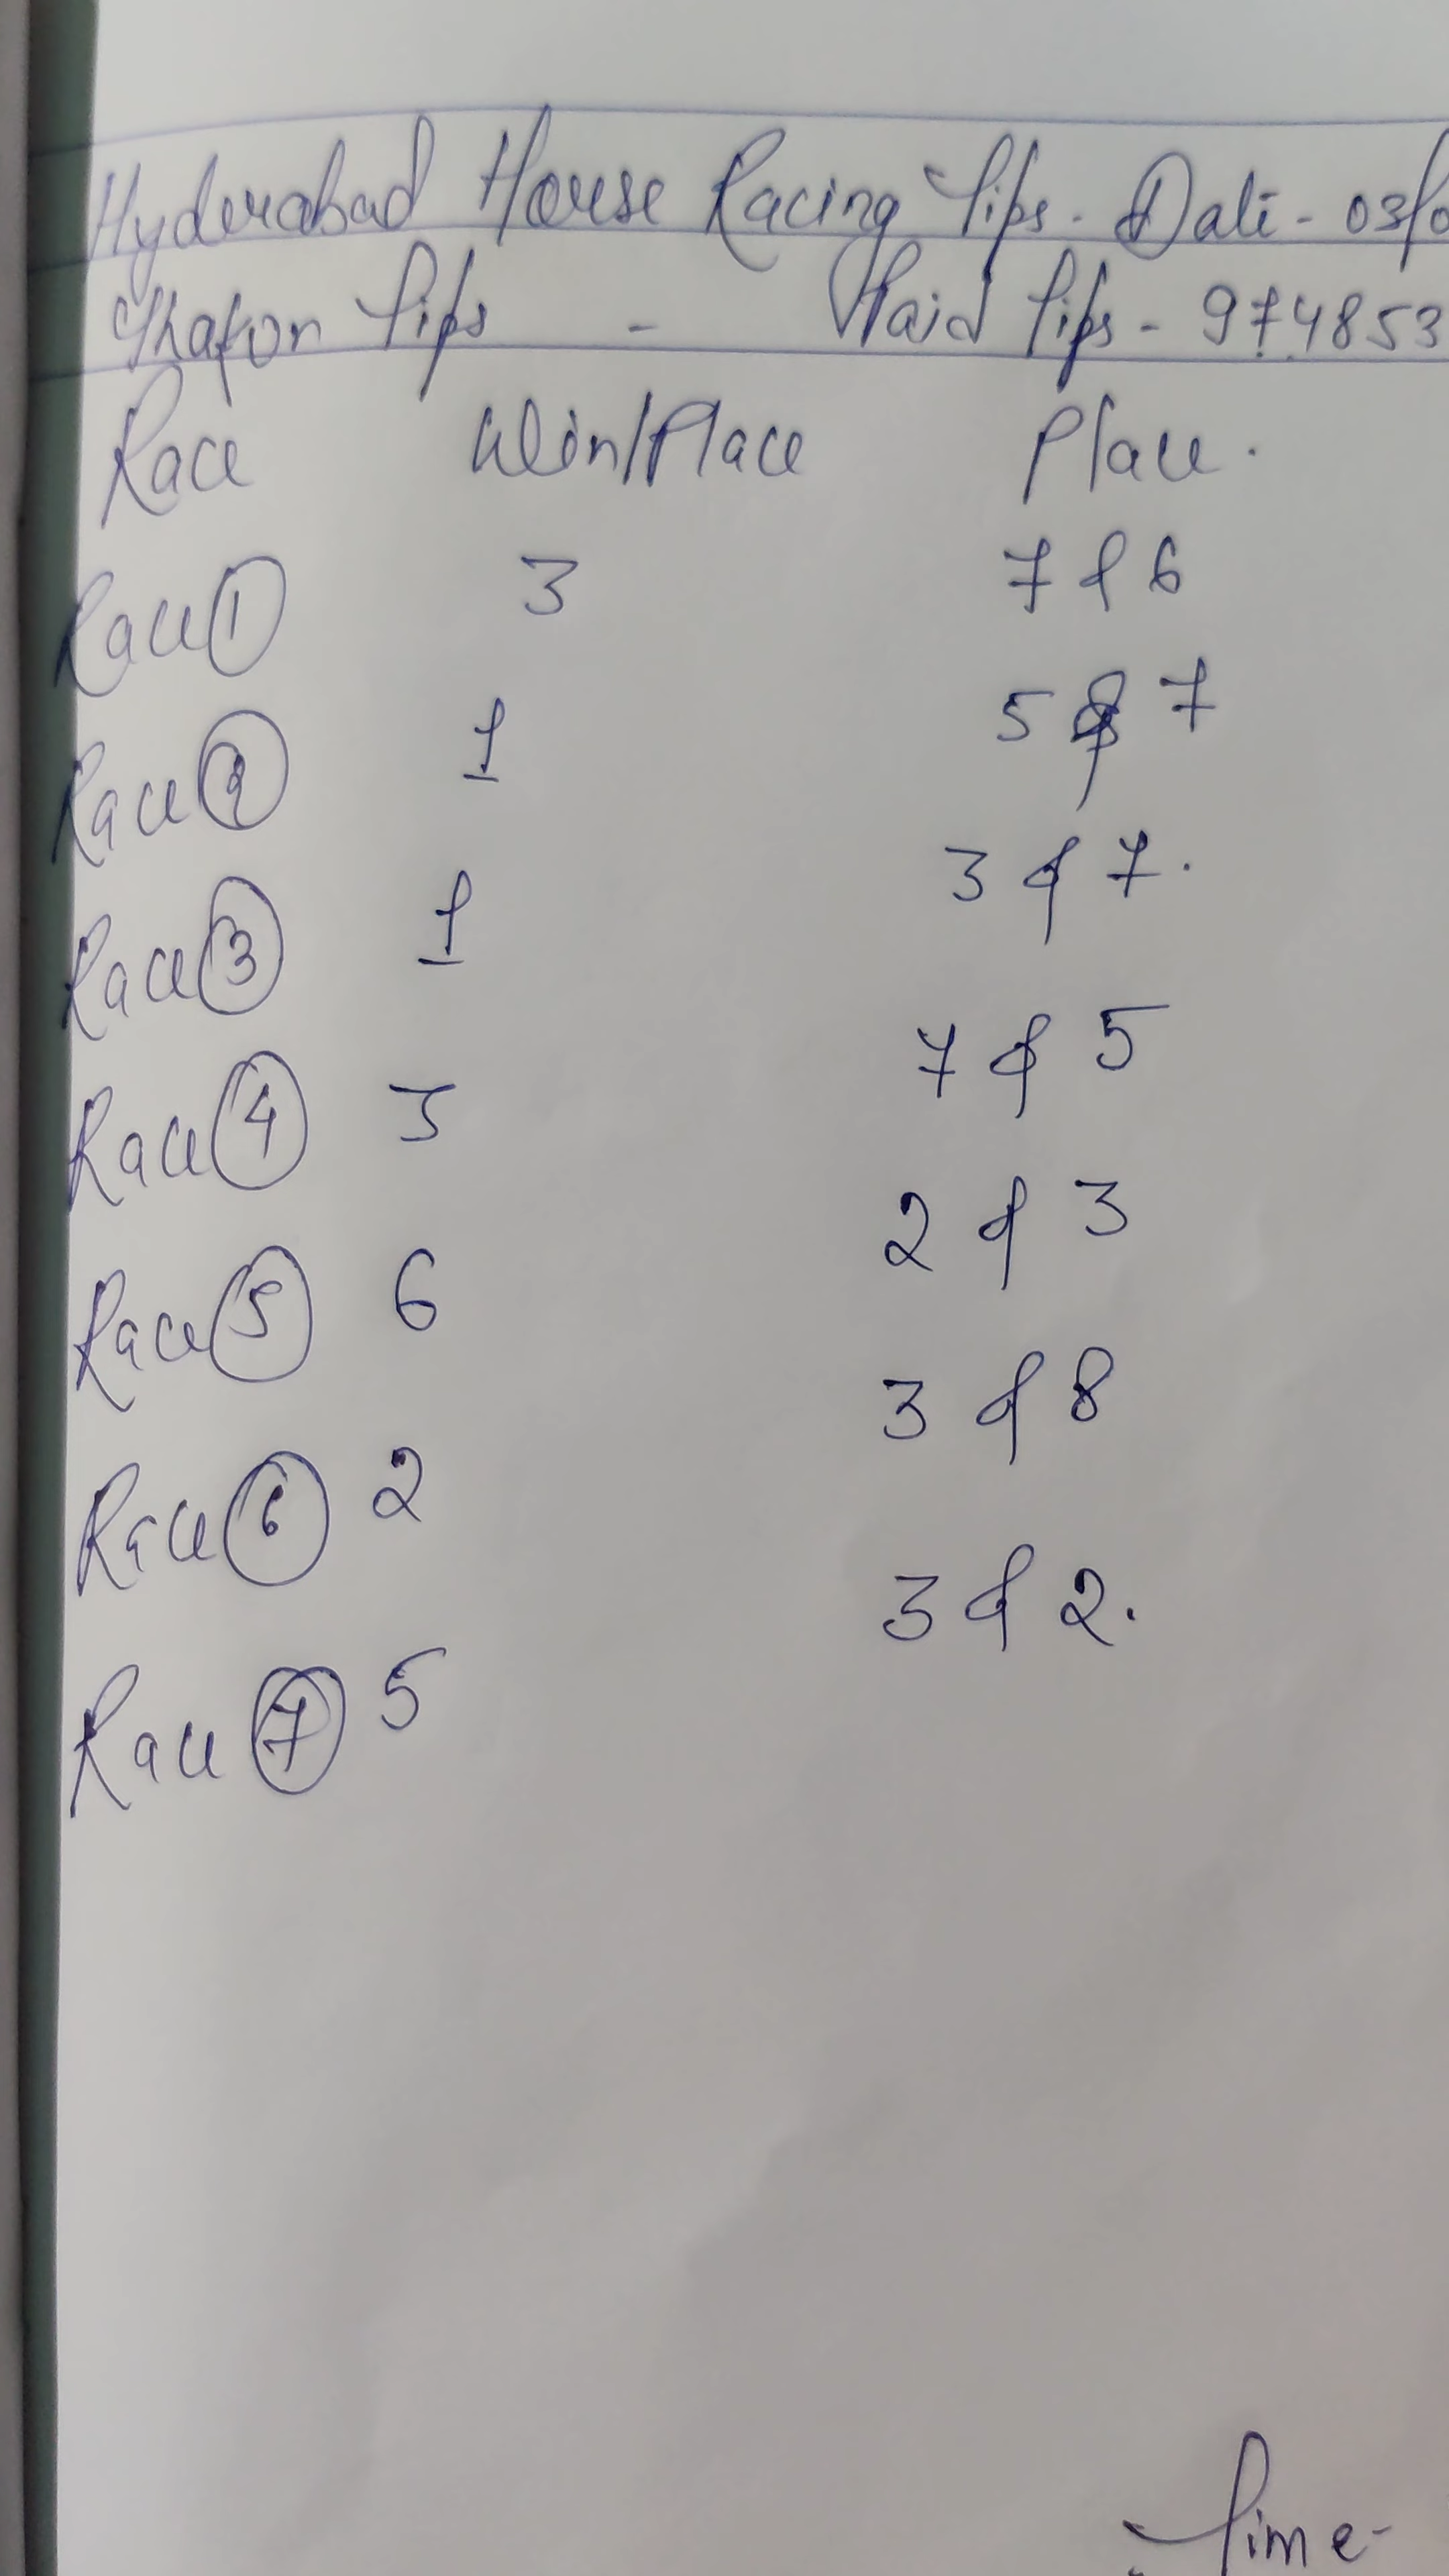 Hyderabad Horse Racing Tips. Date - 03/0
Tips - Paid Tips - 974853
Race Win/Place Place.
Race 1 3 7 & 6
Race 2 1 5 & 7
Race 3 1 3 & 7.
Race 4 3 7 & 5
Race 5 6 2 & 3
Race 6 2 3 & 8
Race 7 5 3 & 2.
Time-